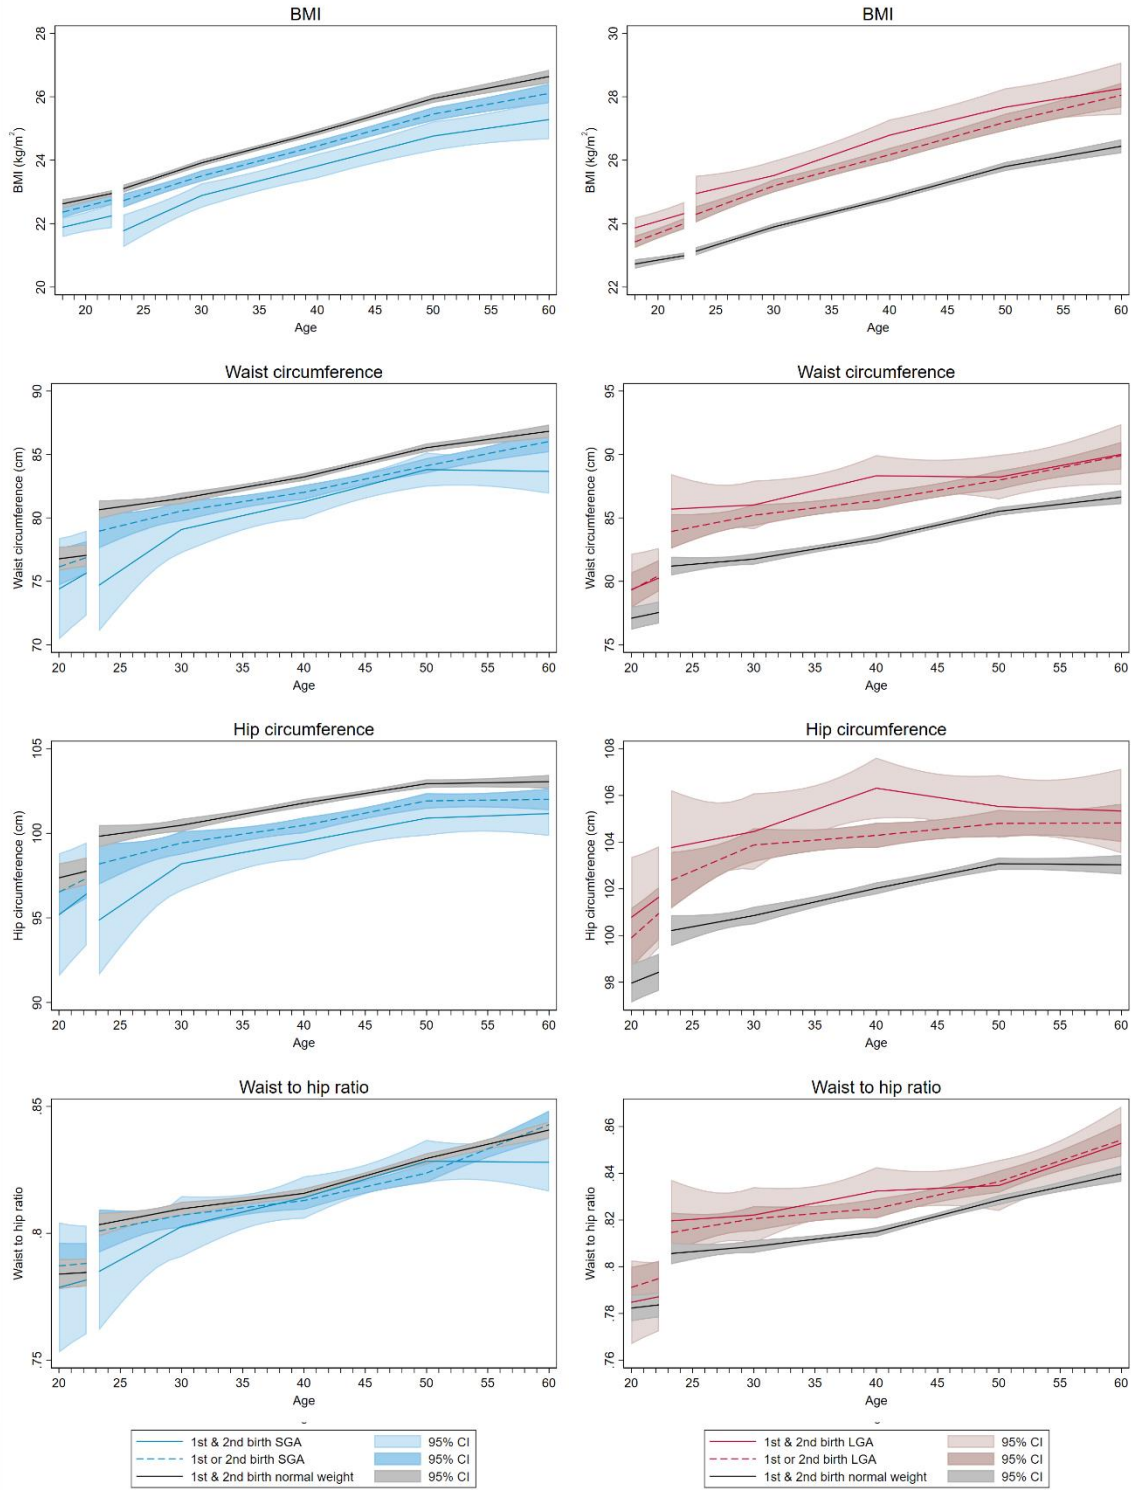 BMI
28
26
24
22
20
BMI (kg/m²)
20 25 30 35 40 45 50 55 60
Age
BMI
30
28
26
24
22
BMI (kg/m²)
20 25 30 35 40 45 50 55 60
Age
Waist circumference
90
85
80
75
70
Waist circumference (cm)
20 25 30 35 40 45 50 55 60
Age
Waist circumference
95
90
85
80
75
Waist circumference (cm)
20 25 30 35 40 45 50 55 60
Age
Hip circumference
105
100
95
90
Hip circumference (cm)
20 25 30 35 40 45 50 55 60
Age
Hip circumference
108
106
104
102
100
98
Hip circumference (cm)
20 25 30 35 40 45 50 55 60
Age
Waist to hip ratio
.85
.8
.75
Waist to hip ratio
20 25 30 35 40 45 50 55 60
Age
Waist to hip ratio
.86
.84
.82
.8
.78
.76
Waist to hip ratio
20 25 30 35 40 45 50 55 60
Age
1st & 2nd birth SGA 95% CI
1st or 2nd birth SGA 95% CI
1st & 2nd birth normal weight 95% CI
1st & 2nd birth LGA 95% CI
1st or 2nd birth LGA 95% CI
1st & 2nd birth normal weight 95% CI